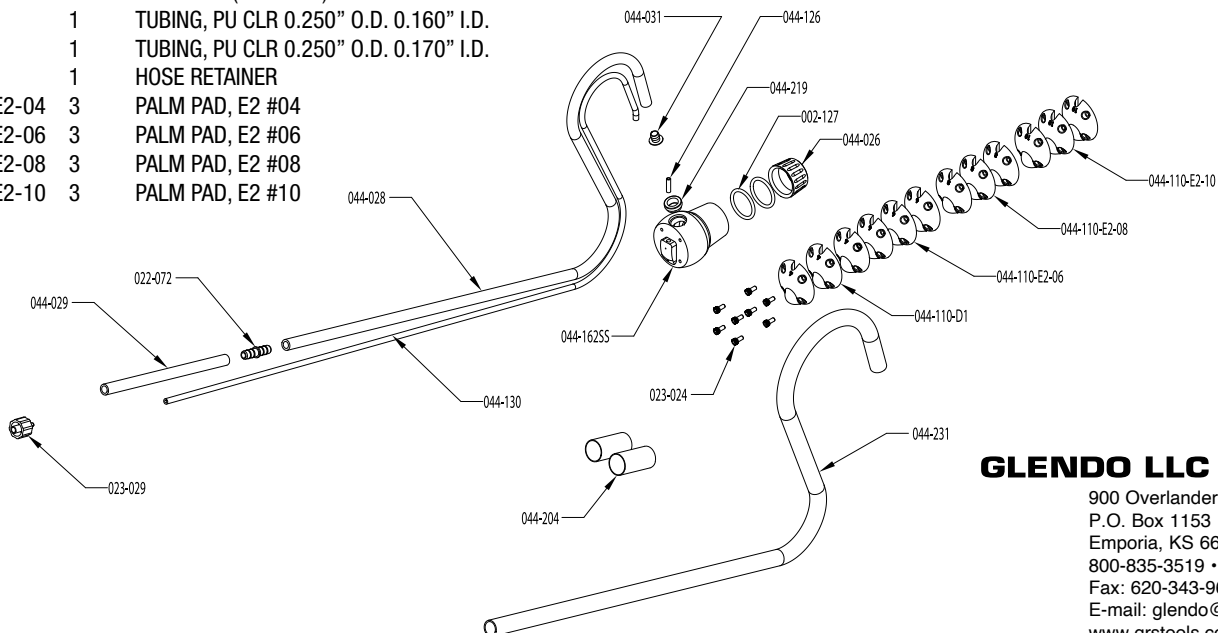 1 TUBING, PU CLR 0.250” O.D. 0.160” I.D.
1 TUBING, PU CLR 0.250” O.D. 0.170” I.D.
1 HOSE RETAINER
E2-04 3 PALM PAD, E2 #04
E2-06 3 PALM PAD, E2 #06
E2-08 3 PALM PAD, E2 #08
E2-10 3 PALM PAD, E2 #10
044-031
044-126
044-219
002-127
044-026
044-110-E2-10
044-028
044-110-E2-08
022-072
044-110-E2-06
044-029
044-110-D1
044-162SS
023-024
044-130
044-231
023-029
044-204
GLENDO LLC
900 Overlander
P.O. Box 1153
Emporia, KS 66
800-835-3519 •
Fax: 620-343-96
E-mail: glendo@
www.grstools.co